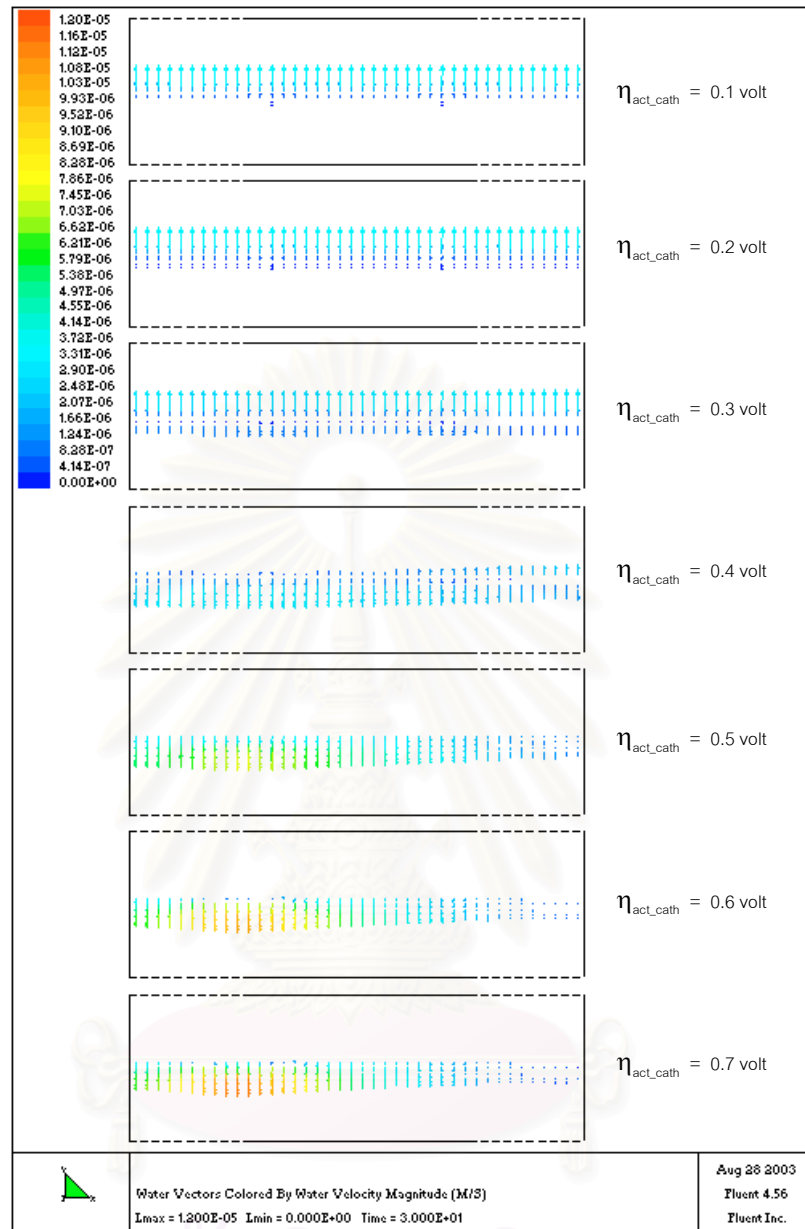 1.20E-05
1.16E-05
1.12E-05
1.08E-05
1.03E-05
9.93E-06
9.52E-06
9.10E-06
8.69E-06
8.28E-06
7.86E-06
7.45E-06
7.03E-06
6.62E-06
6.21E-06
5.79E-06
5.38E-06
4.97E-06
4.55E-06
4.14E-06
3.72E-06
3.31E-06
2.90E-06
2.48E-06
2.07E-06
1.66E-06
1.24E-06
8.28E-07
4.14E-07
0.00E+00
η_act_cath = 0.1 volt
η_act_cath = 0.2 volt
η_act_cath = 0.3 volt
η_act_cath = 0.4 volt
η_act_cath = 0.5 volt
η_act_cath = 0.6 volt
η_act_cath = 0.7 volt
Y
Z X
Water Vectors Colored By Water Velocity Magnitude (M/S)
Lmax = 1.200E-05 Lmin = 0.000E+00 Time = 3.000E+01
Aug 28 2003
Fluent 4.56
Fluent Inc.